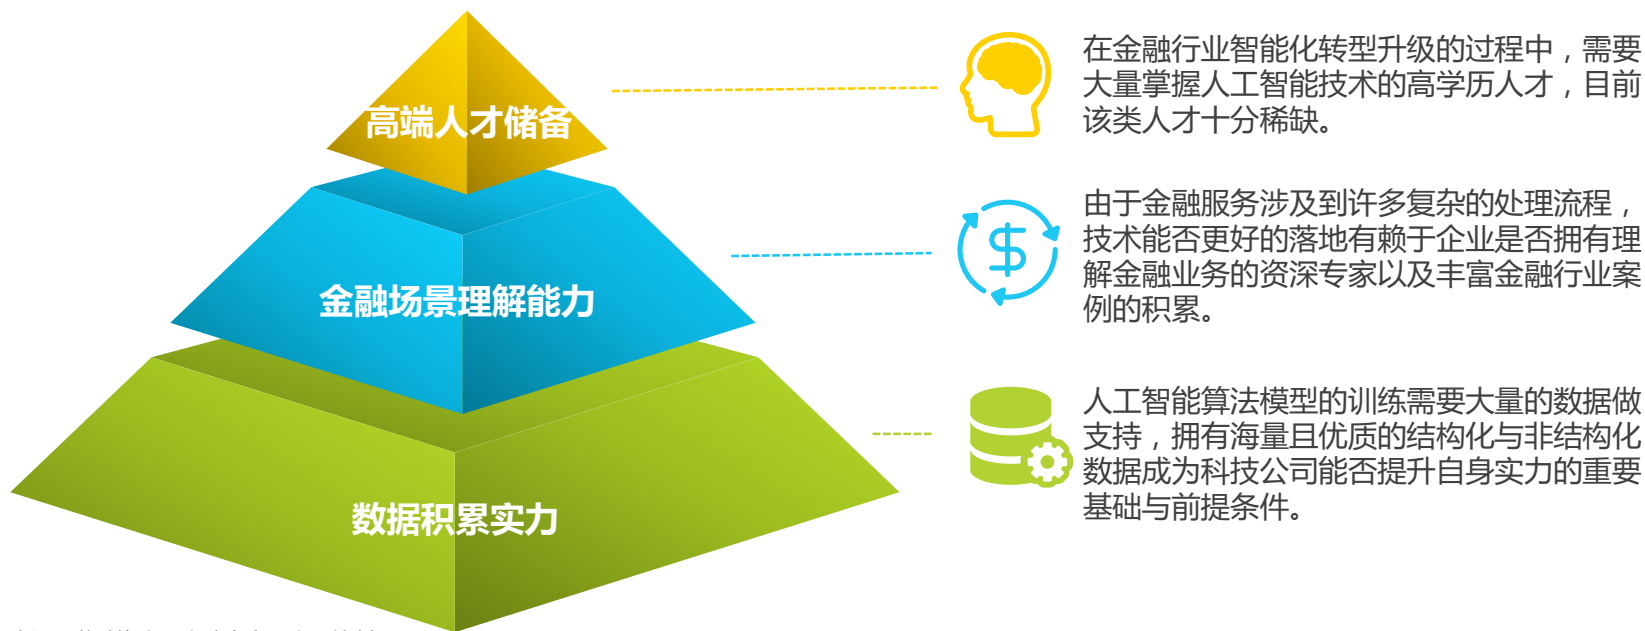 高端人才储备
在金融行业智能化转型升级的过程中，需要
大量掌握人工智能技术的高学历人才，目前
该类人才十分稀缺。
金融场景理解能力
由于金融服务涉及到许多复杂的处理流程，
技术能否更好的落地有赖于企业是否拥有理
解金融业务的资深专家以及丰富金融行业案
例的积累。
数据积累实力
人工智能算法模型的训练需要大量的数据做
支持，拥有海量且优质的结构化与非结构化
数据成为科技公司能否提升自身实力的重要
基础与前提条件。